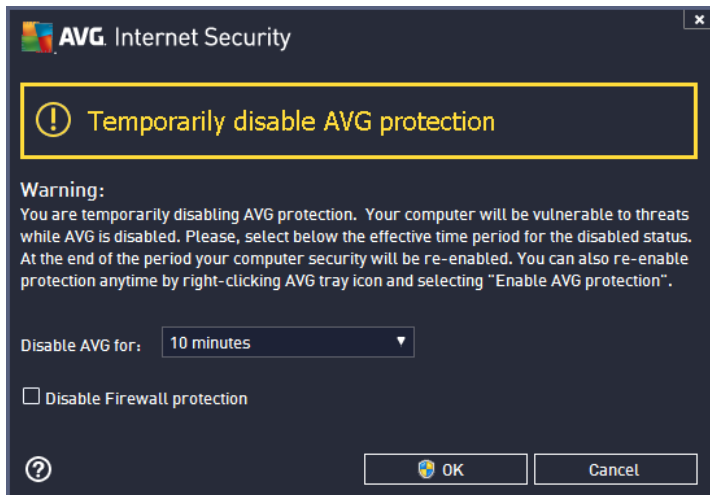 AVG. Internet Security
Temporarily disable AVG protection
Warning:
You are temporarily disabling AVG protection.  Your computer will be vulnerable to threats
while AVG is disabled. Please, select below the effective time period for the disabled status.
At the end of the period your computer security will be re-enabled. You can also re-enable
protection anytime by right-clicking AVG tray icon and selecting "Enable AVG protection".
Disable AVG for: 10 minutes
Disable Firewall protection
OK Cancel